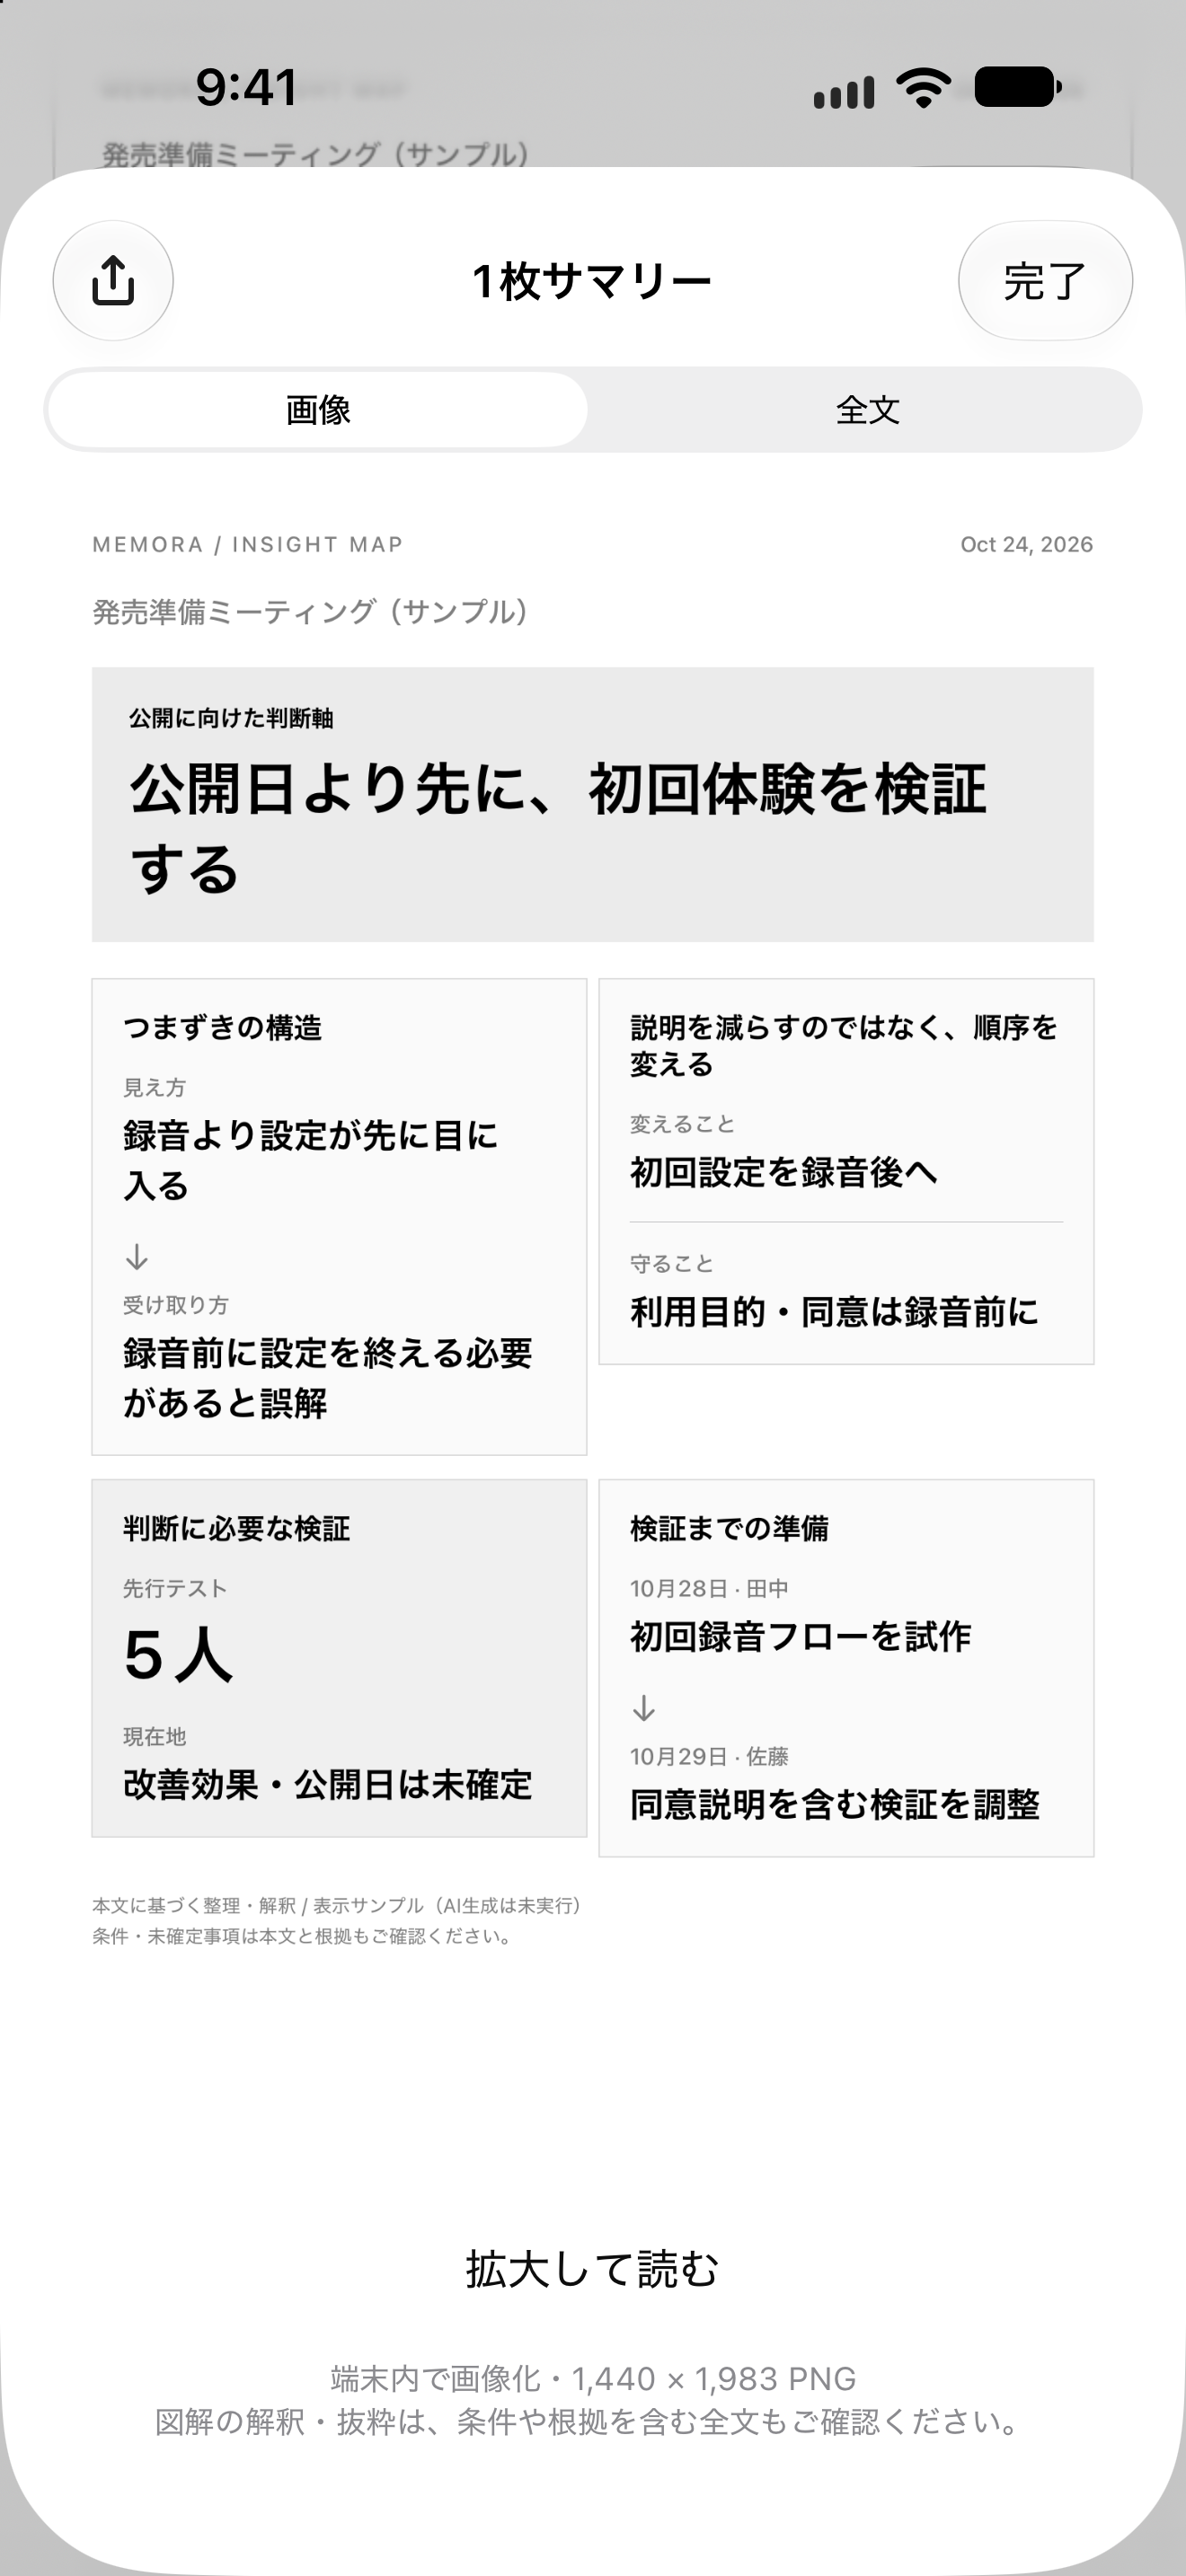 9:41
発売準備ミーティング（サンプル）
1枚サマリー
完了
画像
全文
MEMORA / INSIGHT MAP
Oct 24, 2026
発売準備ミーティング（サンプル）
公開に向けた判断軸
公開日より先に、初回体験を検証
する
つまずきの構造
見え方
録音より設定が先に目に
入る
↓
受け取り方
録音前に設定を終える必要
があると誤解
説明を減らすのではなく、順序を
変える
変えること
初回設定を録音後へ
守ること
利用目的・同意は録音前に
判断に必要な検証
先行テスト
5人
現在地
改善効果・公開日は未確定
検証までの準備
10月28日 · 田中
初回録音フローを試作
↓
10月29日 · 佐藤
同意説明を含む検証を調整
本文に基づく整理・解釈 / 表示サンプル（AI生成は未実行）
条件・未確定事項は本文と根拠もご確認ください。
拡大して読む
端末内で画像化・1,440 × 1,983 PNG
図解の解釈・抜粋は、条件や根拠を含む全文もご確認ください。